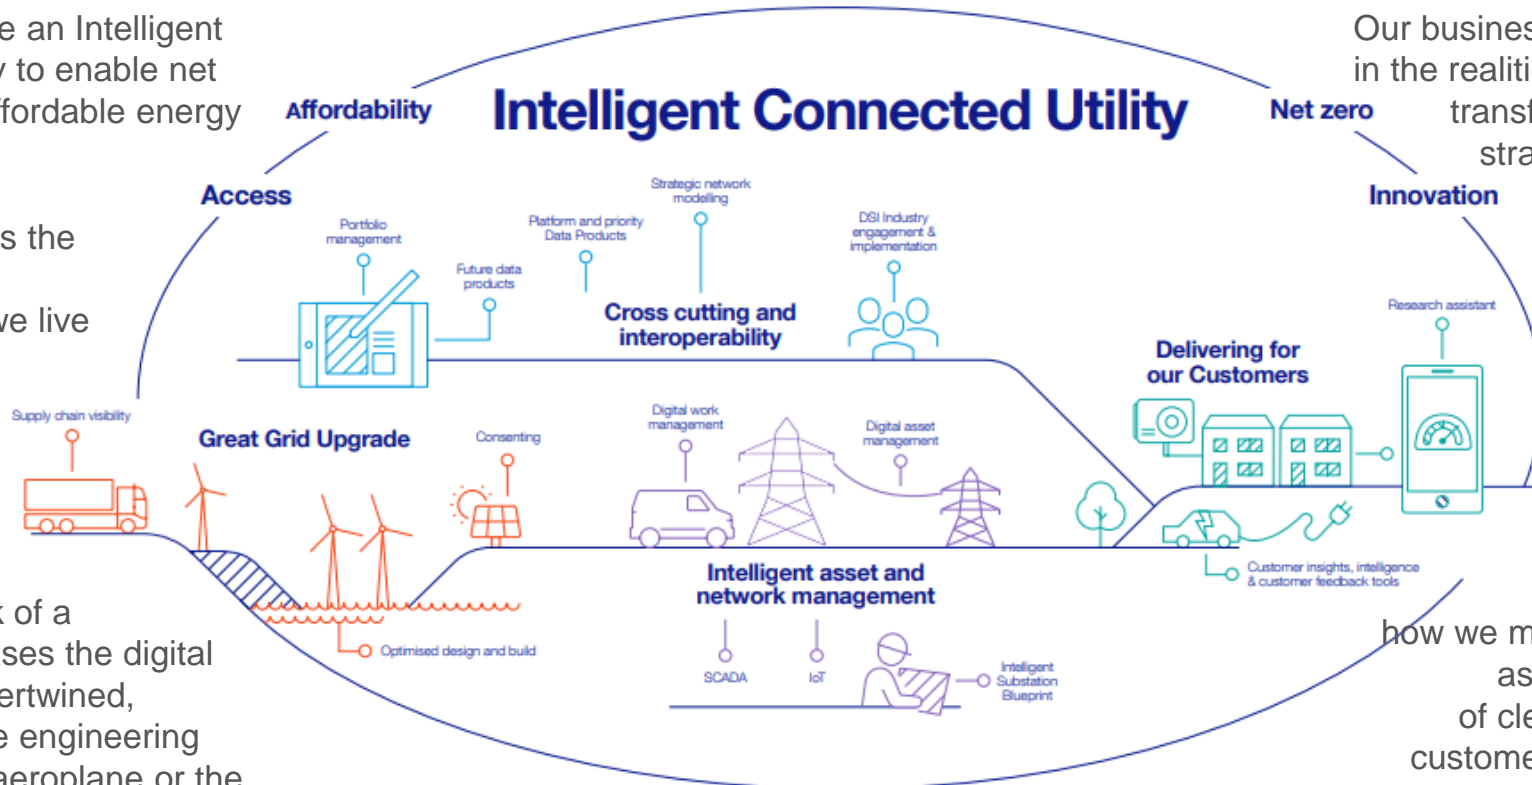 e an Intelligent
y to enable net
ffordable energy
s the
we live
k of a
ses the digital
ertwined,
e engineering
aeroplane or the
Affordability
Intelligent Connected Utility
Net zero
Access
Innovation
Our busines
in the realiti
transf
stra
Strategic network
modelling
Portfolio
management
Platform and priority
Data Products
DSI Industry
engagement &
implementation
Future data
products
Cross cutting and
interoperability
Research assistant
Delivering for
our Customers
Supply chain visibility
Great Grid Upgrade
Consenting
Digital work
management
Digital asset
management
Intelligent asset and
network management
Customer insights, intelligence
& customer feedback tools
Optimised design and build
SCADA
IoT
Intelligent
Substation
Blueprint
how we m
as
of cle
custome